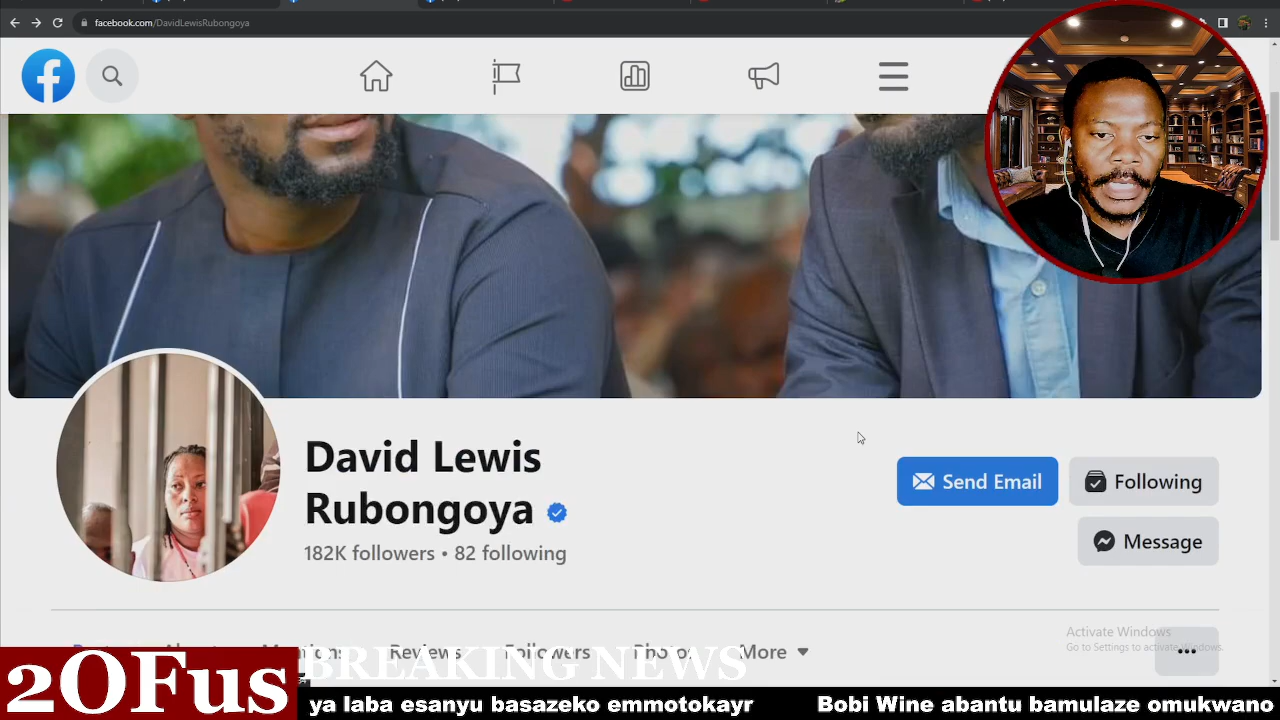 facebook.com/DavidLewisRubongoya
David Lewis
Rubongoya
182K followers • 82 following
Send Email
Following
Message
Reviews
Followers
Photos
More
Activate Windows
Go to Settings to activate Windows.
BREAKING NEWS
2OFus
ya laba esanyu basazeko emmotokayr
Bobi Wine abantu bamulaze omukwano